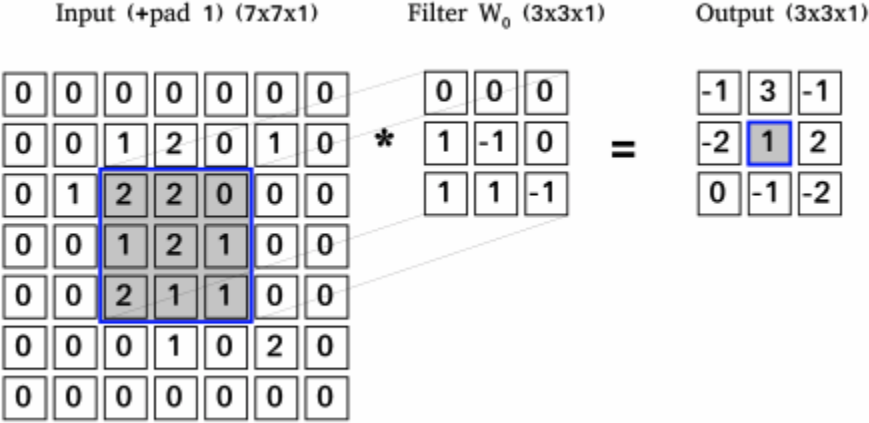 Input (+pad 1) (7x7x1) Filter W0 (3x3x1) Output (3x3x1)
0 0 0 0 0 0 0 0 0 0 -1 3 -1
0 0 1 2 0 1 0 * 1 -1 0 = -2 1 2
0 1 2 2 0 0 0 1 1 -1 0 -1 -2
0 0 1 2 1 0 0
0 0 2 1 1 0 0
0 0 0 1 0 2 0
0 0 0 0 0 0 0